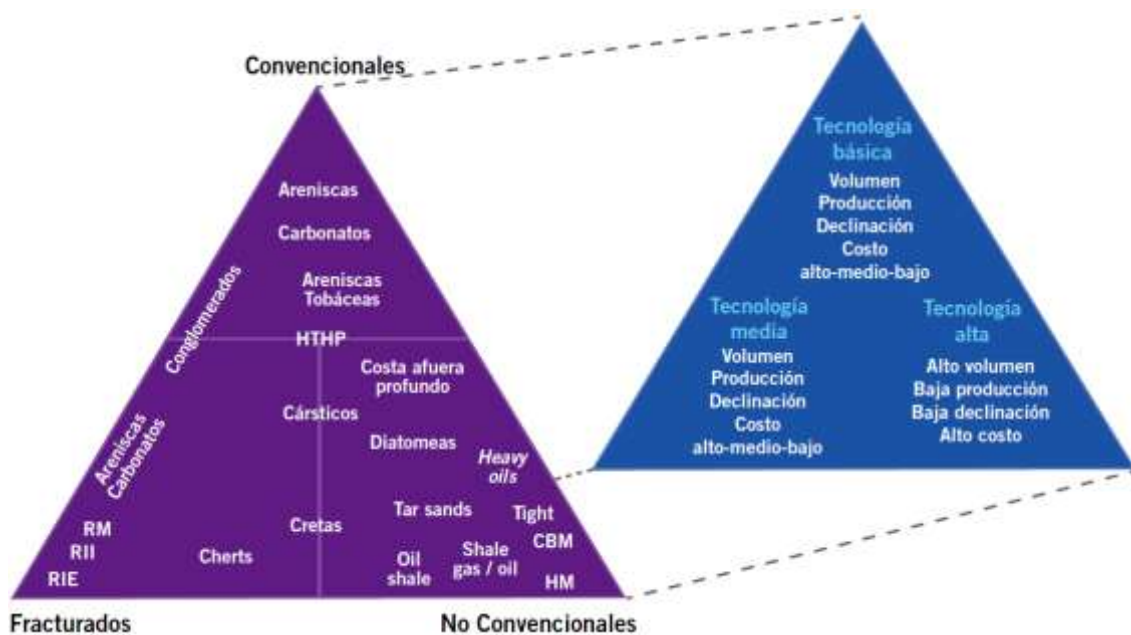 Convencionales
Areniscas
Carbonatos
Areniscas
Tobáceas
Conglomerados
HTHP
Costa afuera
profundo
Cársticos
Diatomeas
Areniscas
Carbonatos
Heavy
oils
Tar sands
Tight
Cretas
RM
CBM
RII
Cherts
Oil
shale
Shale
gas / oil
RIE
HM
Fracturados
No Convencionales
Tecnología
básica
Volumen
Producción
Declinación
Costo
alto-medio-bajo
Tecnología
media
Volumen
Producción
Declinación
Costo
alto-medio-bajo
Tecnología
alta
Alto volumen
Baja producción
Baja declinación
Alto costo